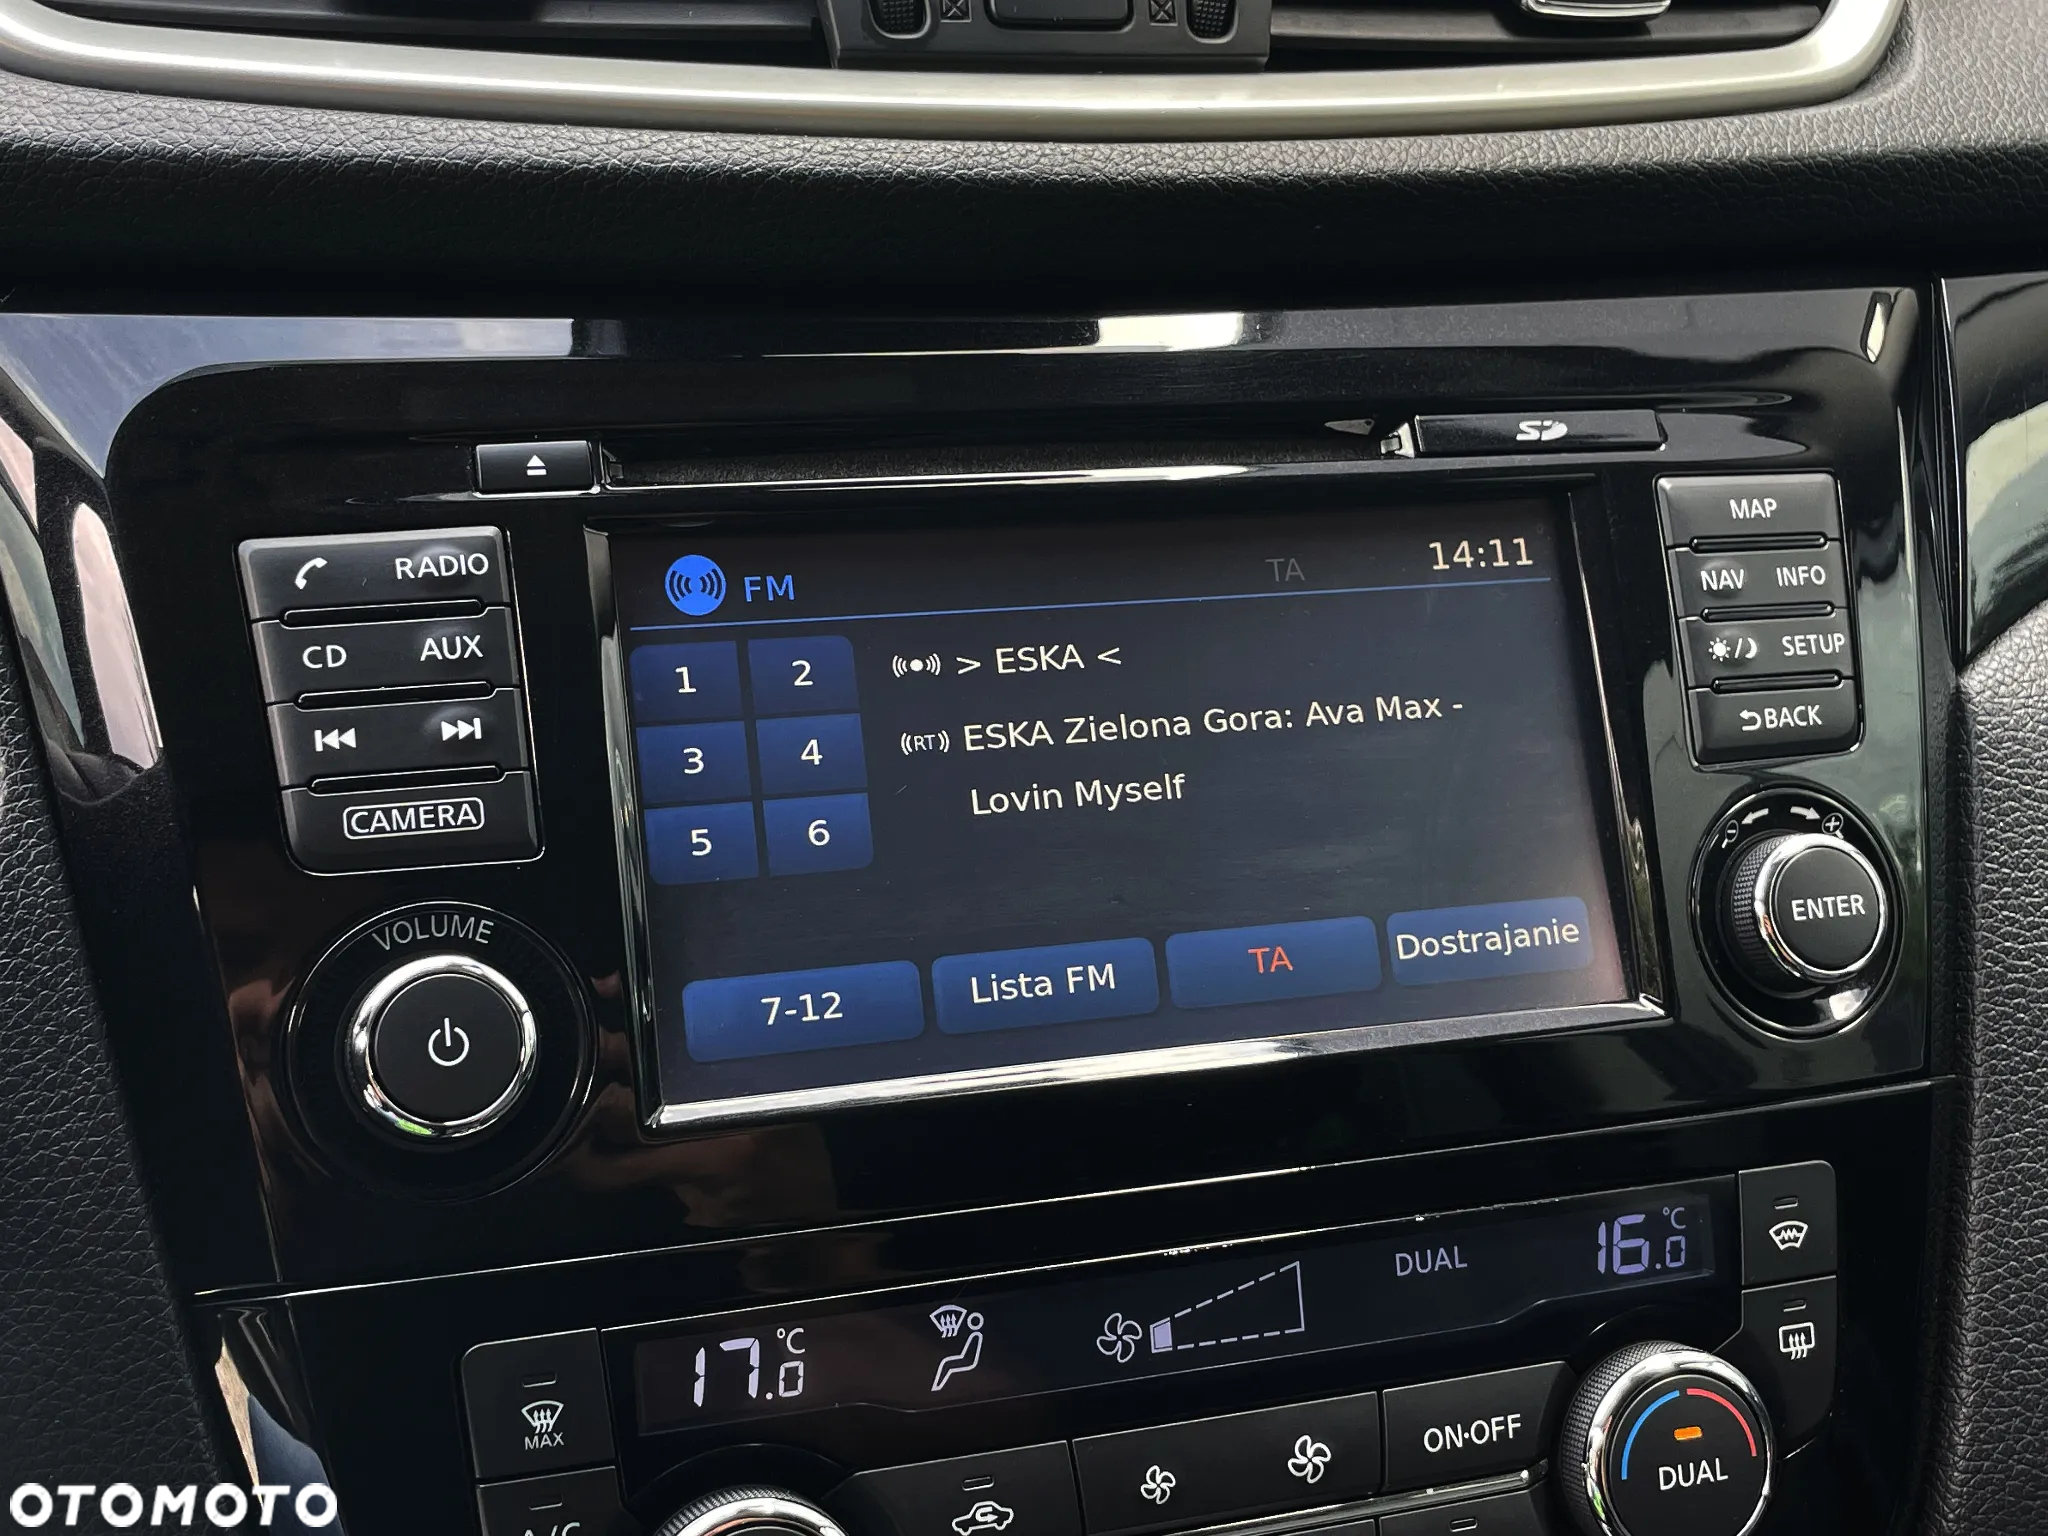 SD
MAP
NAV INFO
SETUP
BACK
ENTER
RADIO
CD AUX
CAMERA
VOLUME
FM TA 14:11
1 2
3 4
5 6
> ESKA <
RT ESKA Zielona Gora: Ava Max -
Lovin Myself
7-12 Lista FM TA Dostrajanie
17.0 °C
DUAL
16.0 °C
MAX
A/C
ON·OFF
DUAL
OTOMOTO